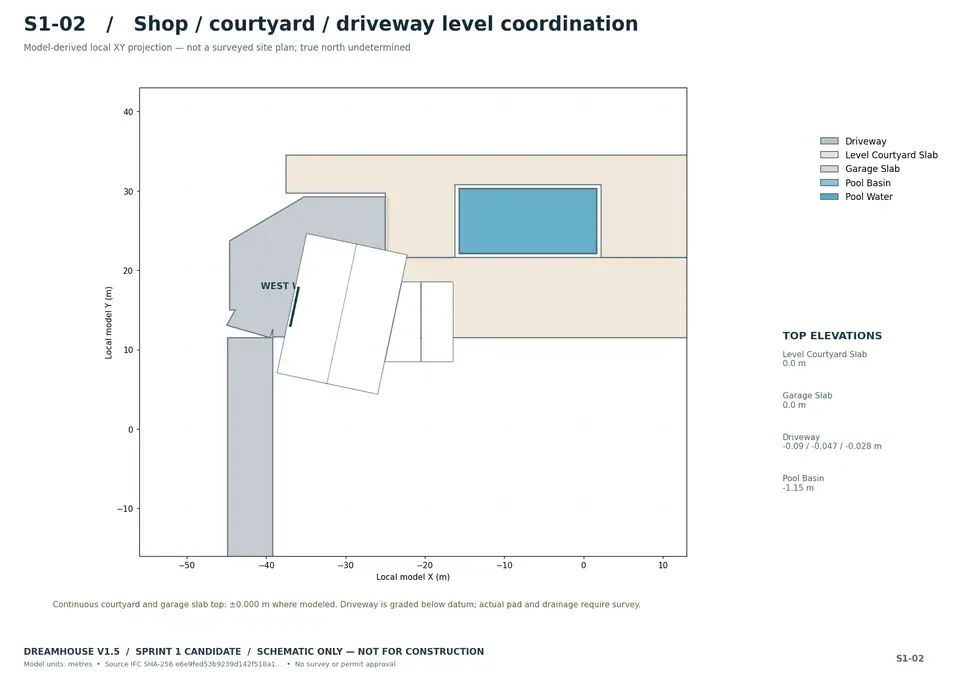 S1-02 / Shop / courtyard / driveway level coordination
Model-derived local XY projection — not a surveyed site plan; true north undetermined
40
30
20
10
0
−10
Local model Y (m)
WEST
−50
−40
−30
−20
−10
0
10
Local model X (m)
Driveway
Level Courtyard Slab
Garage Slab
Pool Basin
Pool Water
TOP ELEVATIONS
Level Courtyard Slab
0.0 m
Garage Slab
0.0 m
Driveway
-0.09 / -0.047 / -0.028 m
Pool Basin
-1.15 m
Continuous courtyard and garage slab top: ±0.000 m where modeled. Driveway is graded below datum; actual pad and drainage require survey.
DREAMHOUSE V1.5 / SPRINT 1 CANDIDATE / SCHEMATIC ONLY — NOT FOR CONSTRUCTION
Model units: metres • Source IFC SHA-256 e6e9fed53b9239d142f518a1... • No survey or permit approval
S1-02